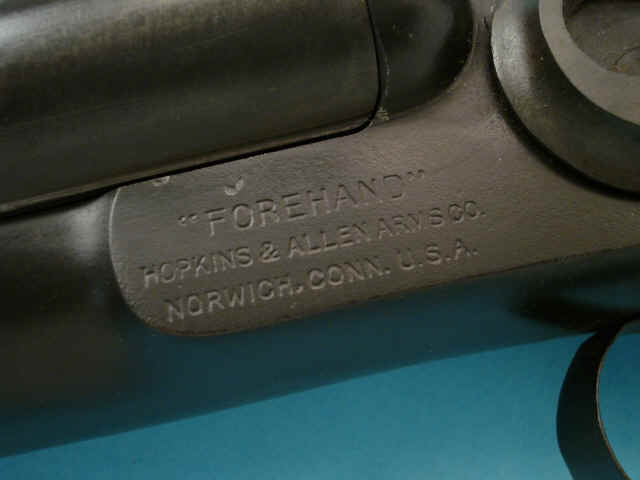 "FOREHAND"
HOPKINS & ALLEN ARMS CO.
NORWICH, CONN. U.S.A.